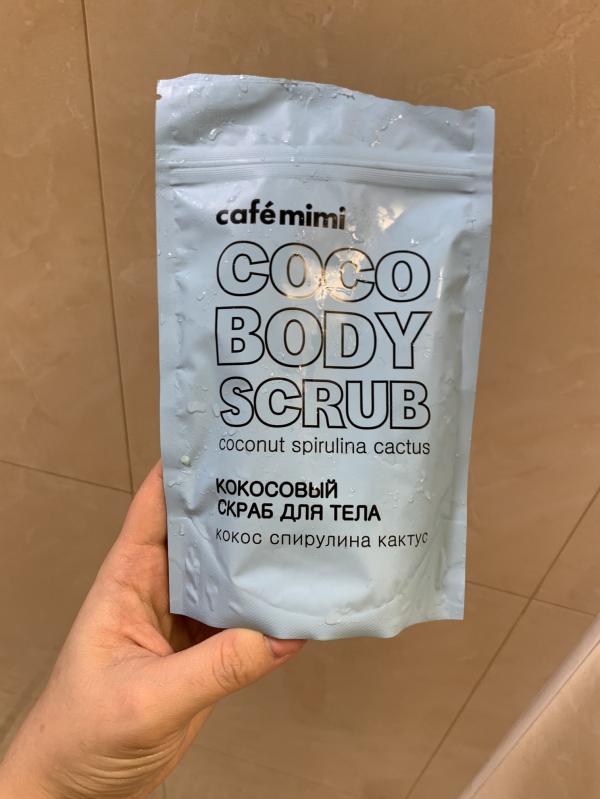 café mimi
COCO
BODY
SCRUB
coconut spirulina cactus
КОКОСОВЫЙ
СКРАБ ДЛЯ ТЕЛА
кокос спирулина кактус